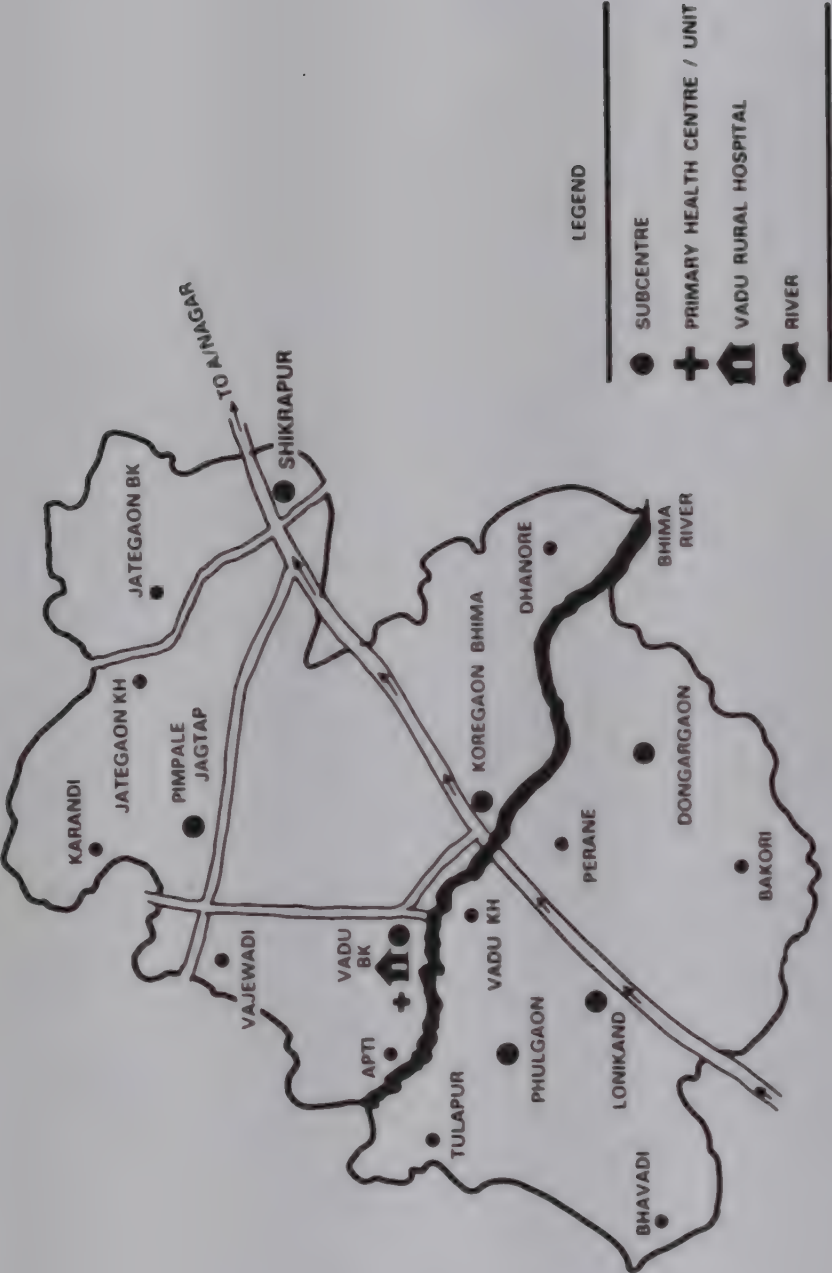 JATEGAON BK
TO A/NAGAR
SHIKRAPUR
KARANDI
JATEGAON KH
PIMPALE
JAGTAP
VAJEWADI
VADU
BK
APTI
KOREGAON BHIMA
DHANORE
BHIMA
RIVER
TULAPUR
PHULGAON
VADU KH
PERANE
DONGARGAON
LONIKAND
BAKORI
BHAVADI
LEGEND
SUBCENTRE
PRIMARY HEALTH CENTRE / UNIT
VADU RURAL HOSPITAL
RIVER